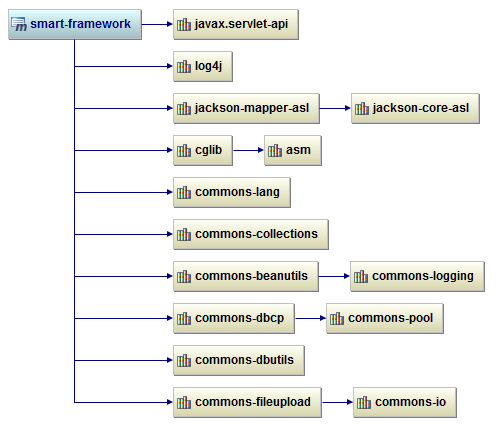 smart-framework
javax.servlet-api
log4j
jackson-mapper-asl
jackson-core-asl
cglib
asm
commons-lang
commons-collections
commons-beanutils
commons-logging
commons-dbcp
commons-pool
commons-dbutils
commons-fileupload
commons-io